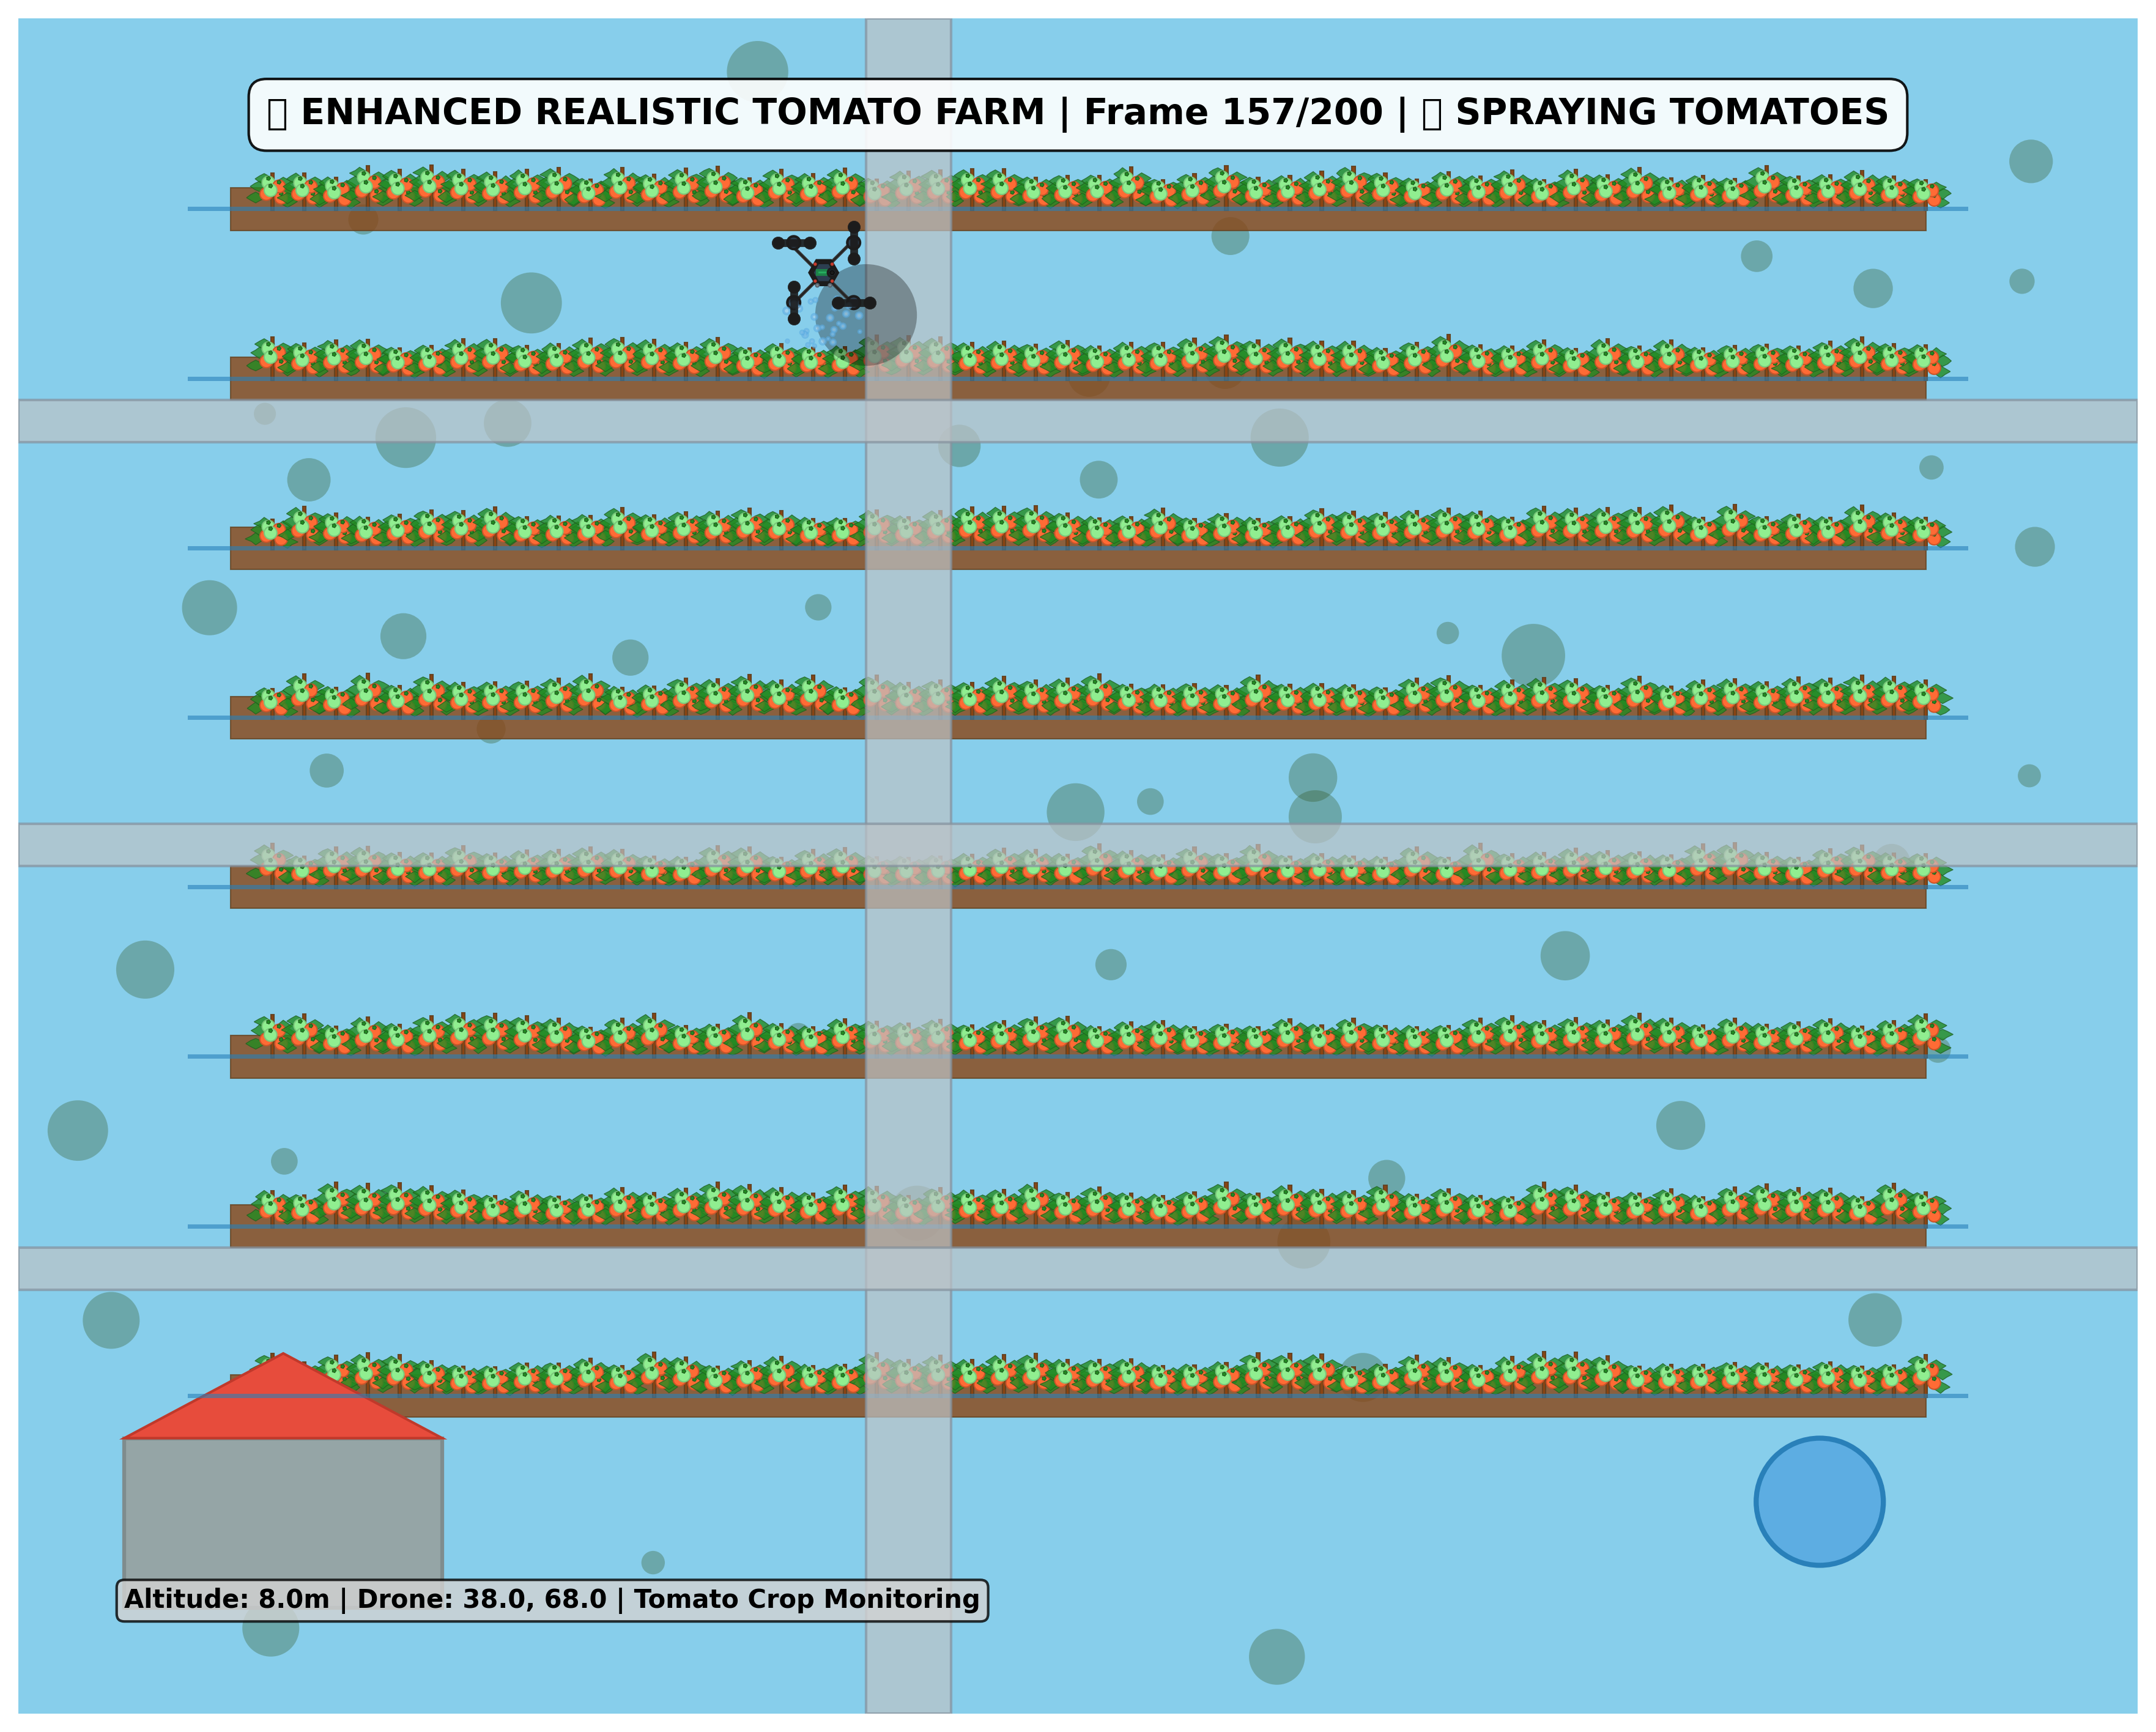 ▯ ENHANCED REALISTIC TOMATO FARM | Frame 157/200 | ▯ SPRAYING TOMATOES
Altitude: 8.0m | Drone: 38.0, 68.0 | Tomato Crop Monitoring